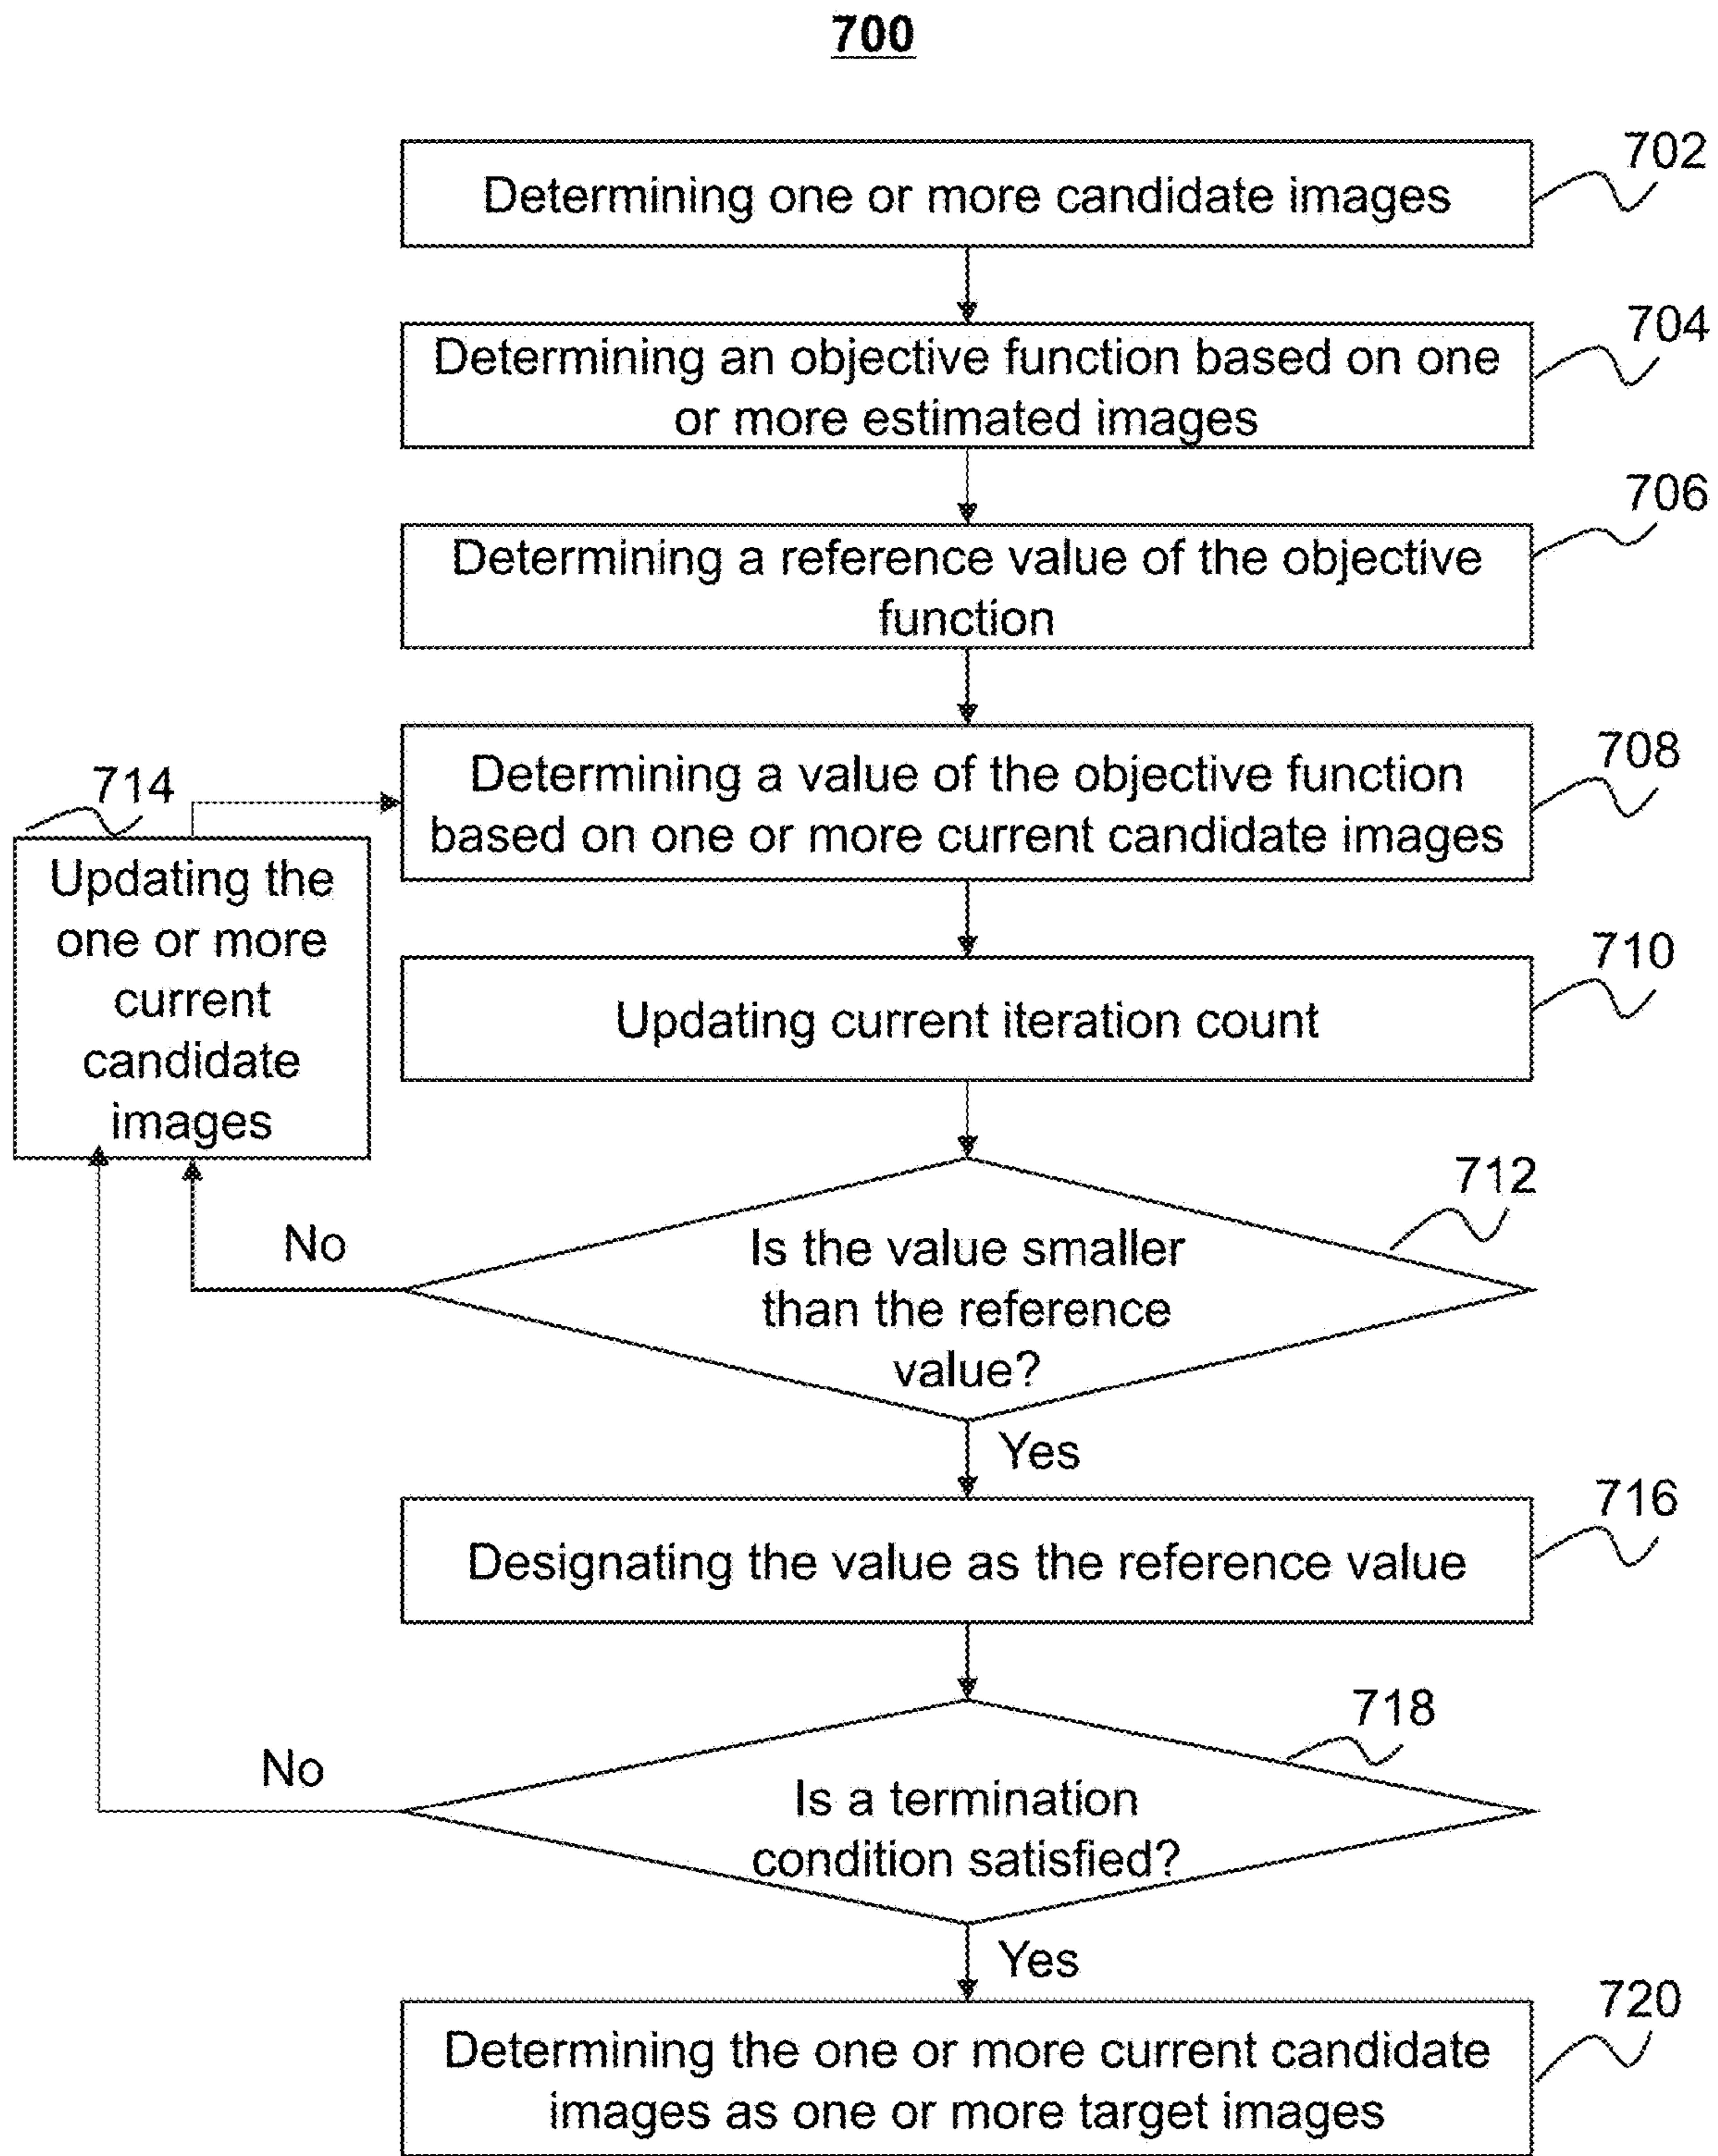 700
702
Determining one or more candidate images
704
Determining an objective function based on one
or more estimated images
706
Determining a reference value of the objective
function
708
Determining a value of the objective function
based on one or more current candidate images
714
Updating the
one or more
current
candidate
images
710
Updating current iteration count
712
Is the value smaller
than the reference
value?
No
Yes
716
Designating the value as the reference value
718
Is a termination
condition satisfied?
No
Yes
720
Determining the one or more current candidate
images as one or more target images